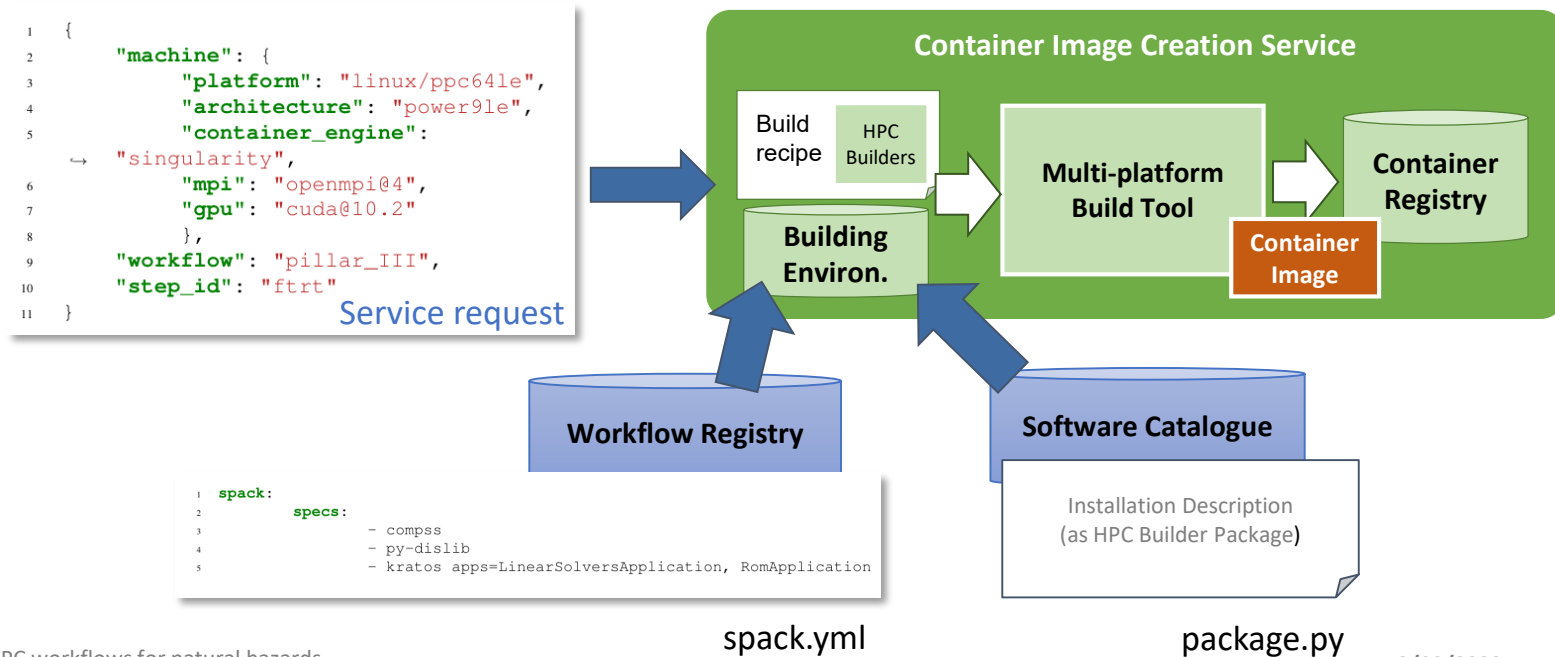 1 {
2 "machine": {
3 "platform": "linux/ppc64le",
4 "architecture": "power9le",
5 "container_engine":
↪ "singularity",
6 "mpi": "openmpi@4",
7 "gpu": "cuda@10.2"
8 },
9 "workflow": "pillar_III",
10 "step_id": "ftrt"
11 }
Service request
Container Image Creation Service
Build
recipe
HPC
Builders
Building
Environ.
Multi-platform
Build Tool
Container
Image
Container
Registry
Workflow Registry
Software Catalogue
1 spack:
2 specs:
3 - compss
4 - py-dislib
5 - kratos apps=LinearSolversApplication, RomApplication
Installation Description
(as HPC Builder Package)
spack.yml
package.py
workflows for natural hazards